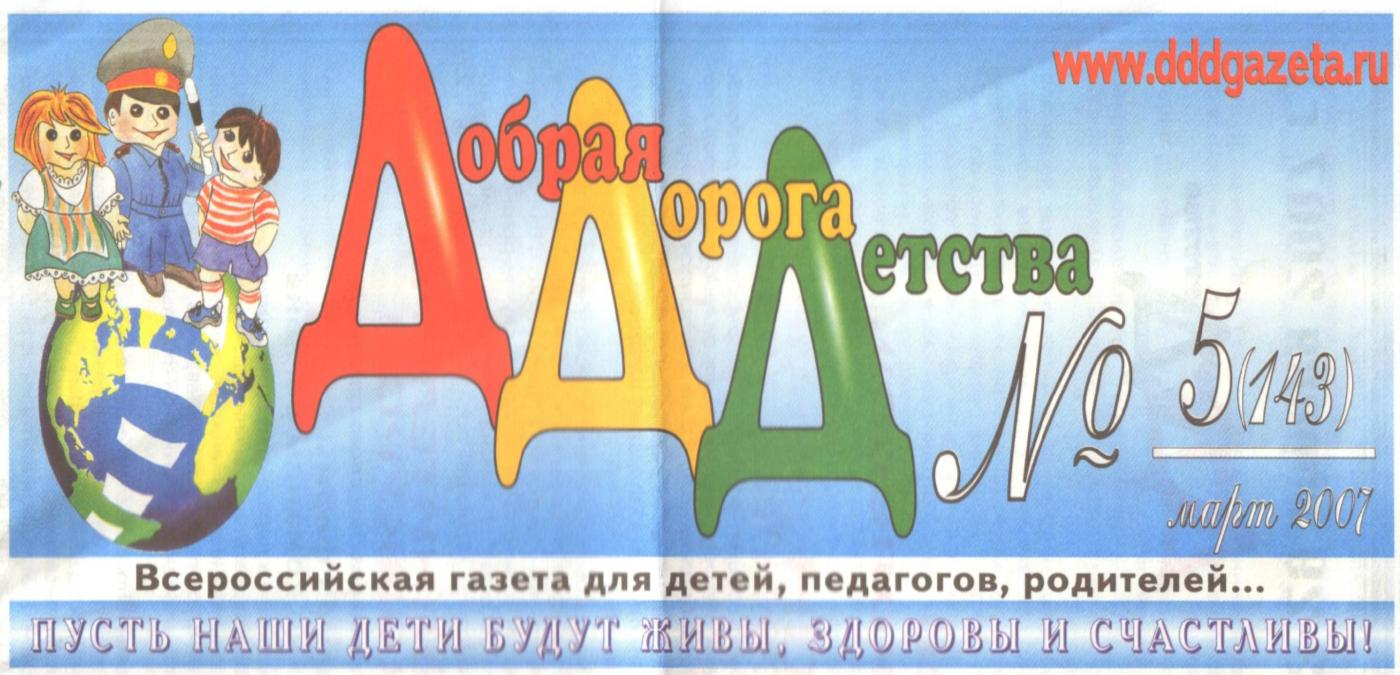 www.dddgazeta.ru
Добрая
Дорога
Детства
№ 5(143)
март 2007
Всероссийская газета для детей, педагогов, родителей...
ПУСТЬ НАШИ ДЕТИ БУДУТ ЖИВЫ, ЗДОРОВЫ И СЧАСТЛИВЫ!